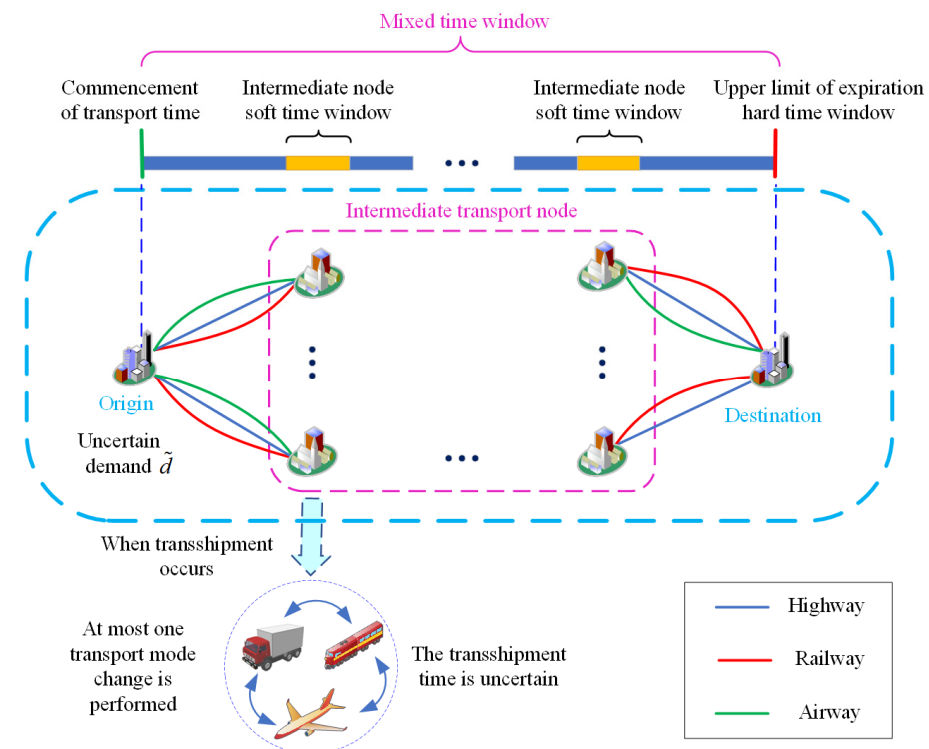 Mixed time window
Commencement
of transport time
Intermediate node
soft time window
Intermediate node
soft time window
Upper limit of expiration
hard time window
Intermediate transport node
Origin
Destination
Uncertain
demand d̃
When transshipment
occurs
At most one
transport mode
change is
performed
The transshipment
time is uncertain
Highway
Railway
Airway